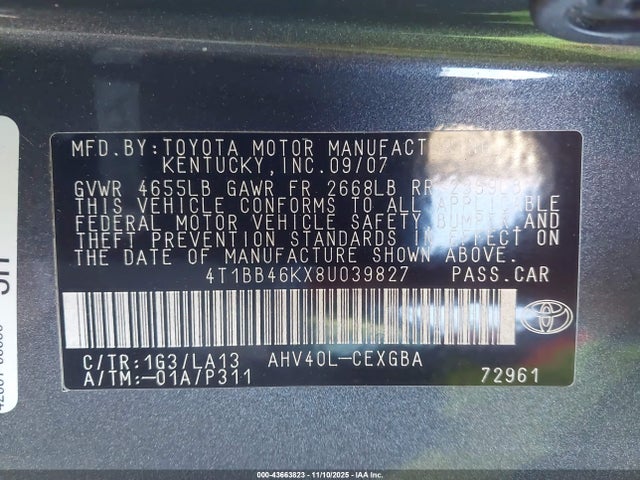 MFD. BY: TOYOTA MOTOR MANUFACTURING
KENTUCKY, INC. 09/07
GVWR 4655LB GAWR FR 2668LB RR
THIS VEHICLE CONFORMS TO ALL APPLICABLE
FEDERAL MOTOR VEHICLE SAFETY, BUMPER AND
THEFT PREVENTION STANDARDS IN EFFECT ON
THE DATE OF MANUFACTURE SHOWN ABOVE.
4T1BB46KX8U039827 PASS.CAR
C/TR:1G3/LA13 AHV40L-CEXGBA
A/TM:-01A/P311 72961
000-43663823 - 11/10/2025 - IAA Inc.